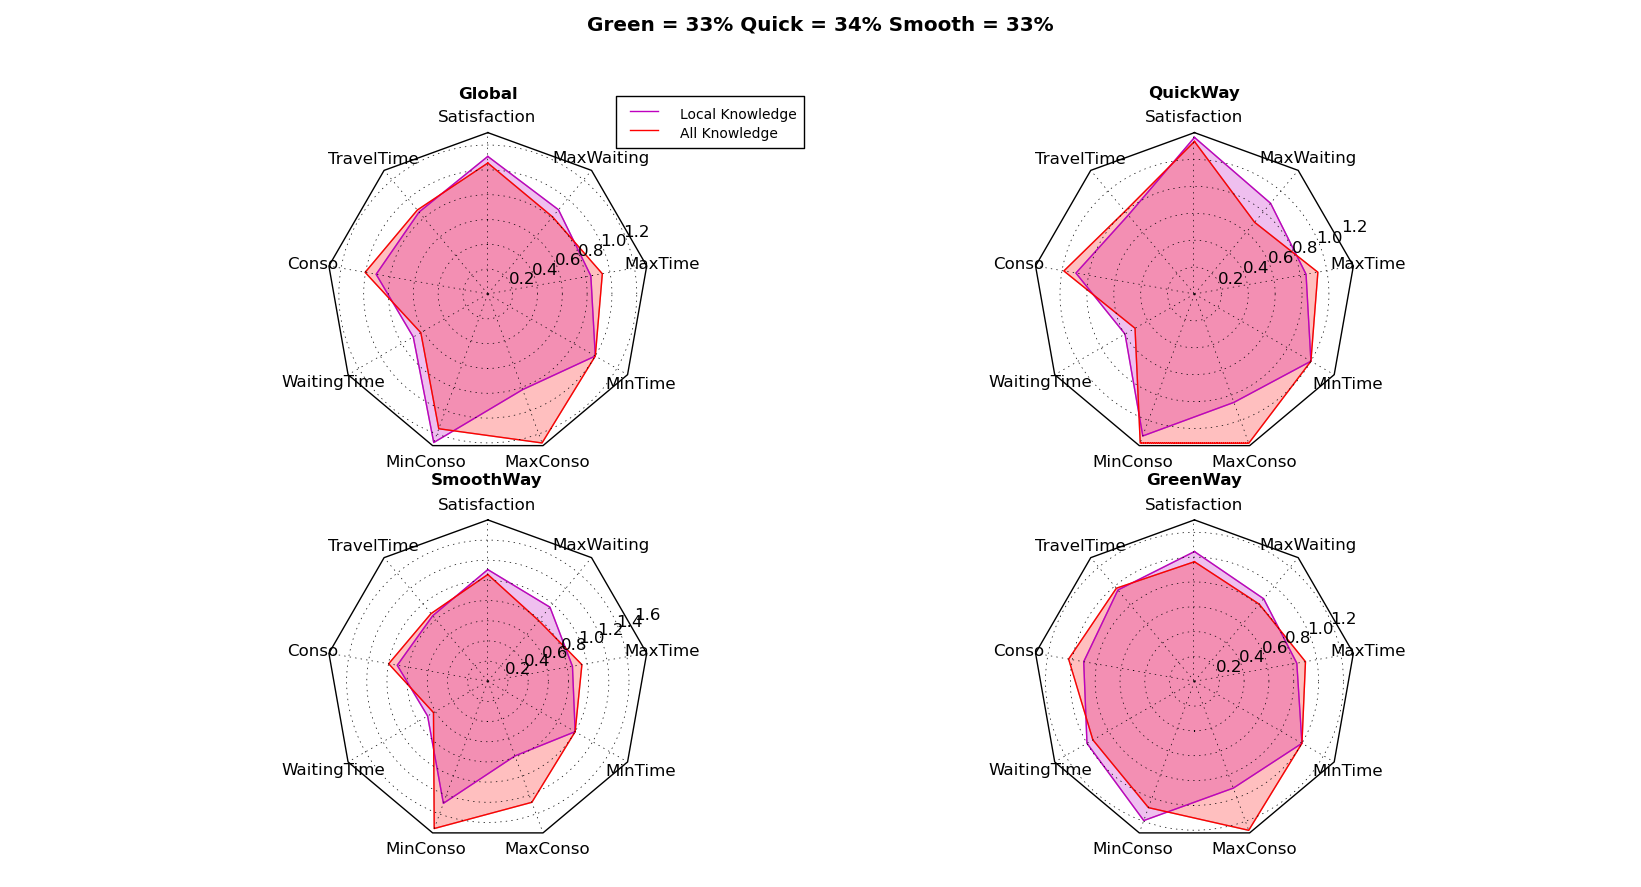 Green = 33% Quick = 34% Smooth = 33%
Global
Satisfaction
Local Knowledge
All Knowledge
TravelTime
MaxWaiting
Conso
0.2
0.4
0.6
0.8
1.0
1.2
MaxTime
WaitingTime
MinTime
MinConso
MaxConso
QuickWay
Satisfaction
TravelTime
MaxWaiting
Conso
0.2
0.4
0.6
0.8
1.0
1.2
MaxTime
WaitingTime
MinTime
MinConso
MaxConso
SmoothWay
Satisfaction
TravelTime
MaxWaiting
Conso
0.2
0.4
0.6
0.8
1.0
1.2
1.4
1.6
MaxTime
WaitingTime
MinTime
MinConso
MaxConso
GreenWay
Satisfaction
TravelTime
MaxWaiting
Conso
0.2
0.4
0.6
0.8
1.0
1.2
MaxTime
WaitingTime
MinTime
MinConso
MaxConso